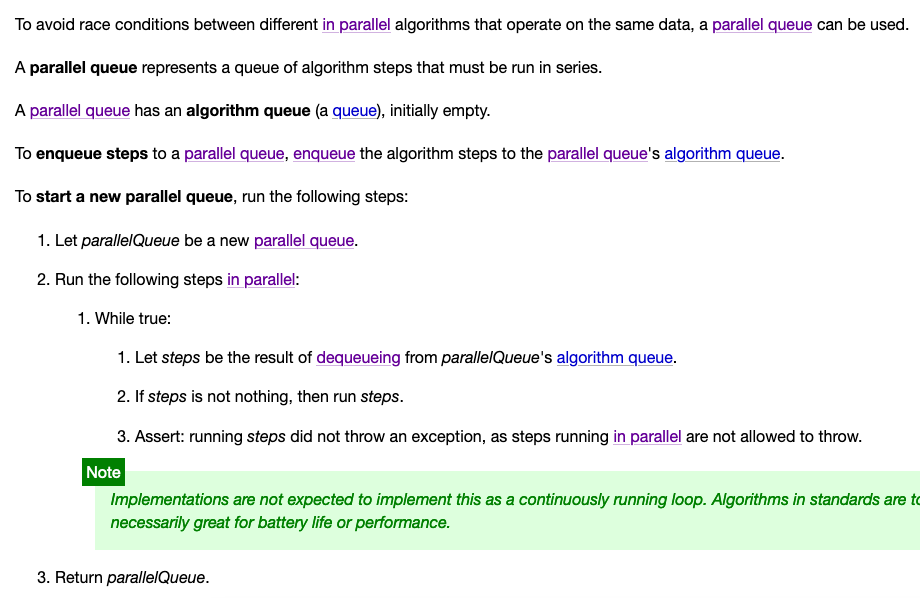 To avoid race conditions between different in parallel algorithms that operate on the same data, a parallel queue can be used.
A parallel queue represents a queue of algorithm steps that must be run in series.
A parallel queue has an algorithm queue (a queue), initially empty.
To enqueue steps to a parallel queue, enqueue the algorithm steps to the parallel queue's algorithm queue.
To start a new parallel queue, run the following steps:
1. Let parallelQueue be a new parallel queue.
2. Run the following steps in parallel:
1. While true:
1. Let steps be the result of dequeueing from parallelQueue's algorithm queue.
2. If steps is not nothing, then run steps.
3. Assert: running steps did not throw an exception, as steps running in parallel are not allowed to throw.
Note
Implementations are not expected to implement this as a continuously running loop. Algorithms in standards are
necessarily great for battery life or performance.
3. Return parallelQueue.